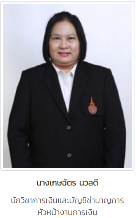 นางเกษฉัตร นวลดี
นักวิชาการเงินและบัญชีชำนาญการ
หัวหน้างานการเงิน